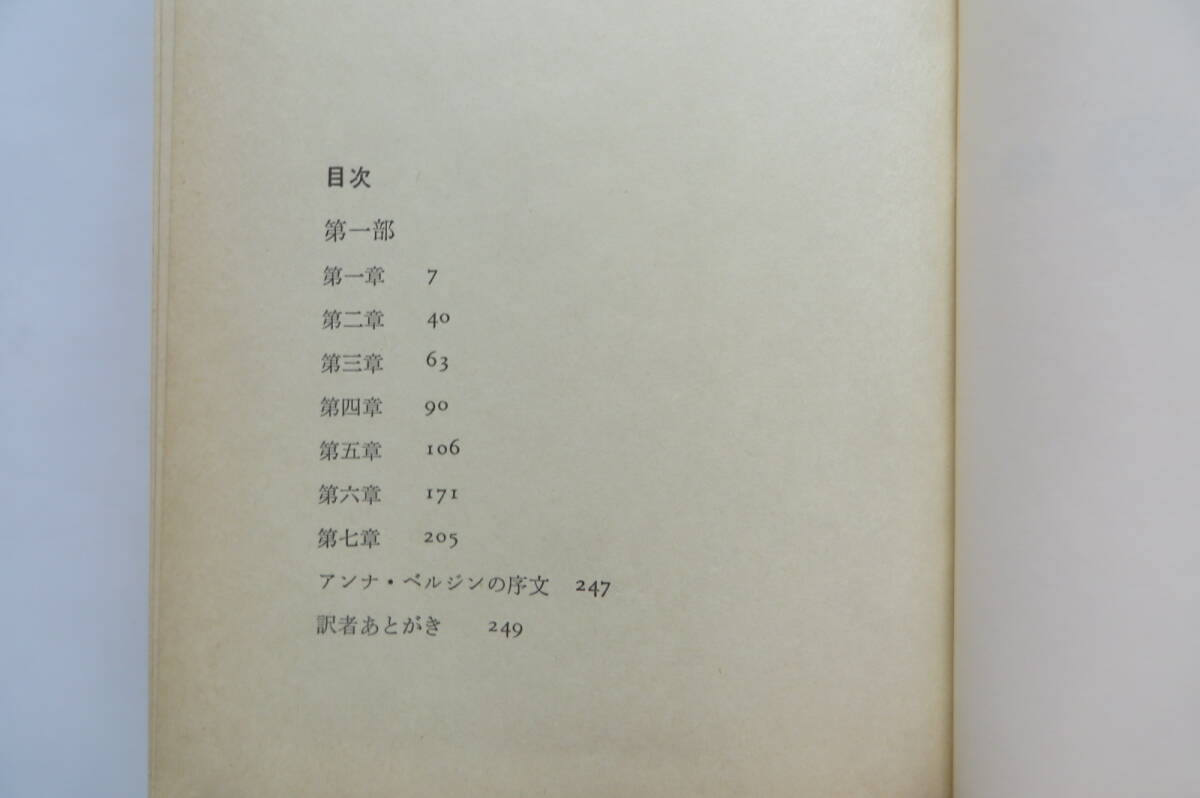 目次
第一部
第一章 7
第二章 40
第三章 63
第四章 90
第五章 106
第六章 171
第七章 205
アンナ・ベルジンの序文 247
訳者あとがき 249